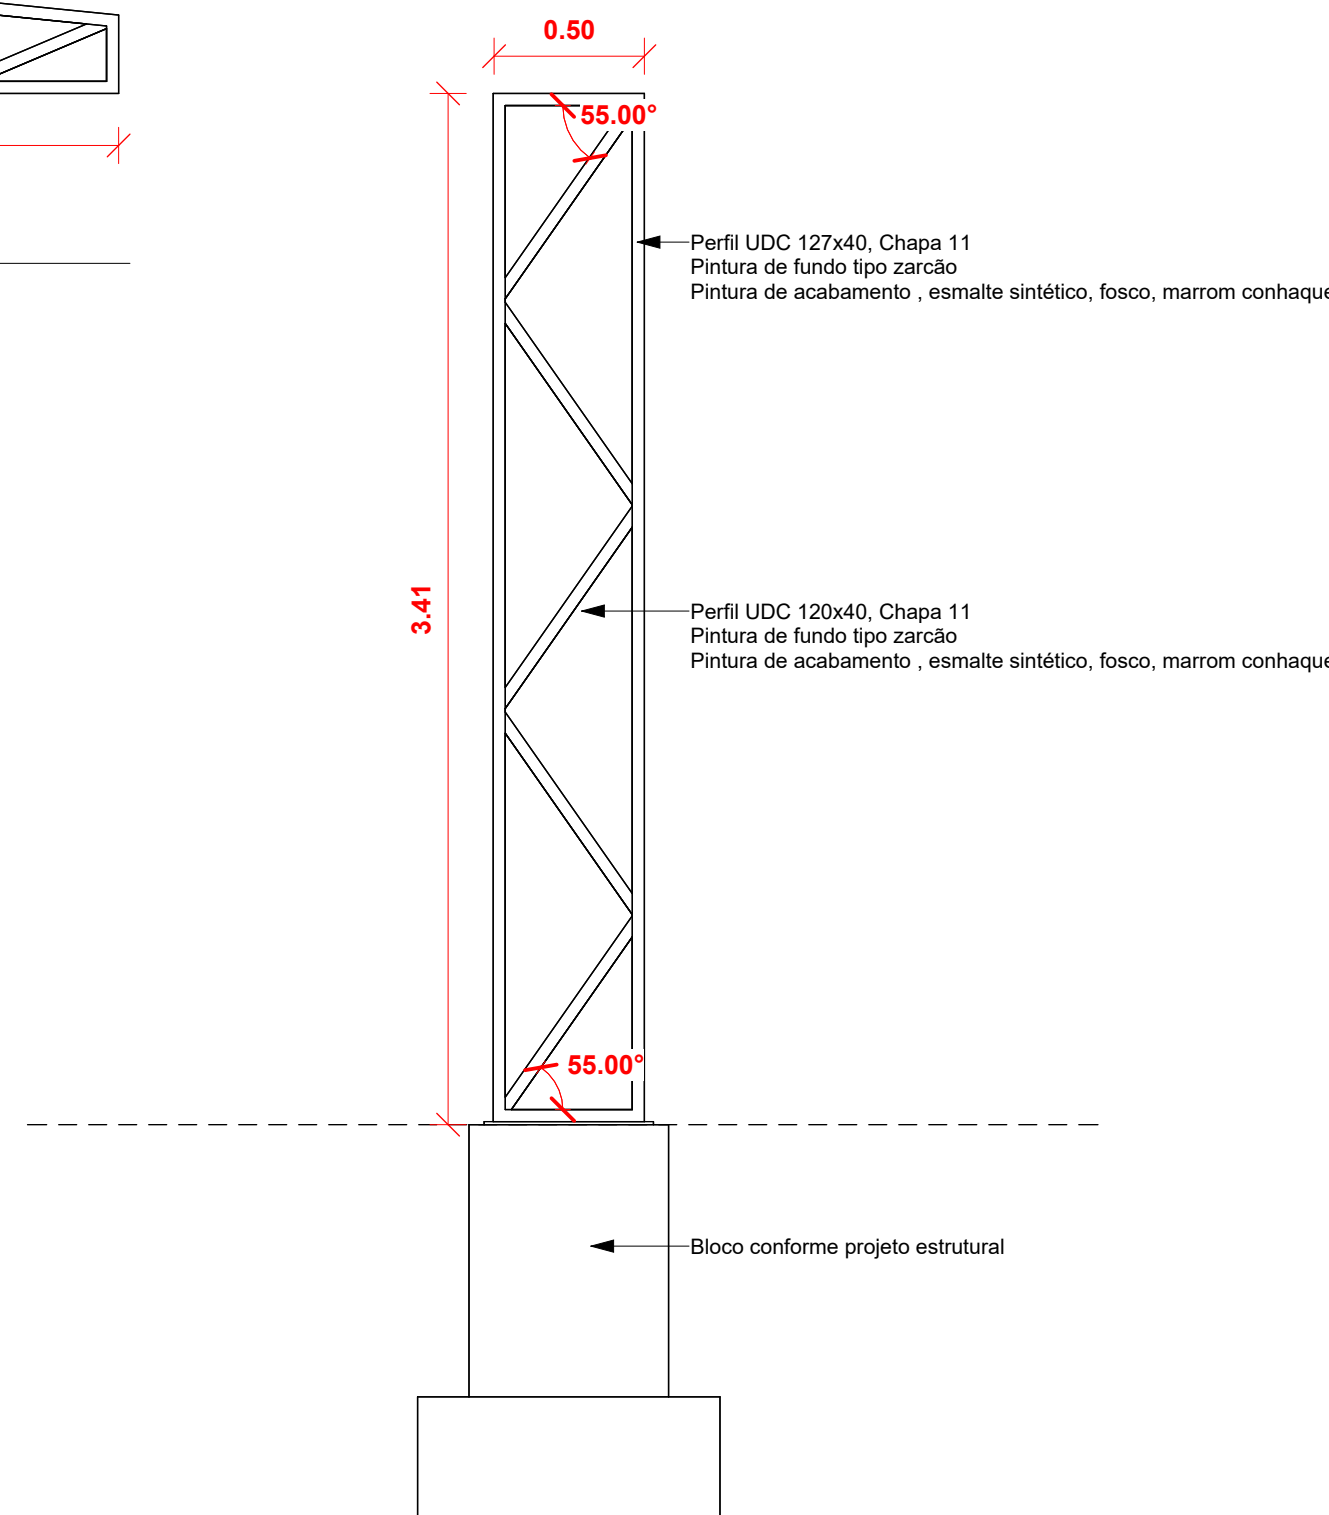 0.50
55.00°
Perfil UDC 127x40, Chapa 11
Pintura de fundo tipo zarcão
Pintura de acabamento , esmalte sintético, fosco, marrom conhaque
3.41
Perfil UDC 120x40, Chapa 11
Pintura de fundo tipo zarcão
Pintura de acabamento , esmalte sintético, fosco, marrom conhaque
55.00°
Bloco conforme projeto estrutural